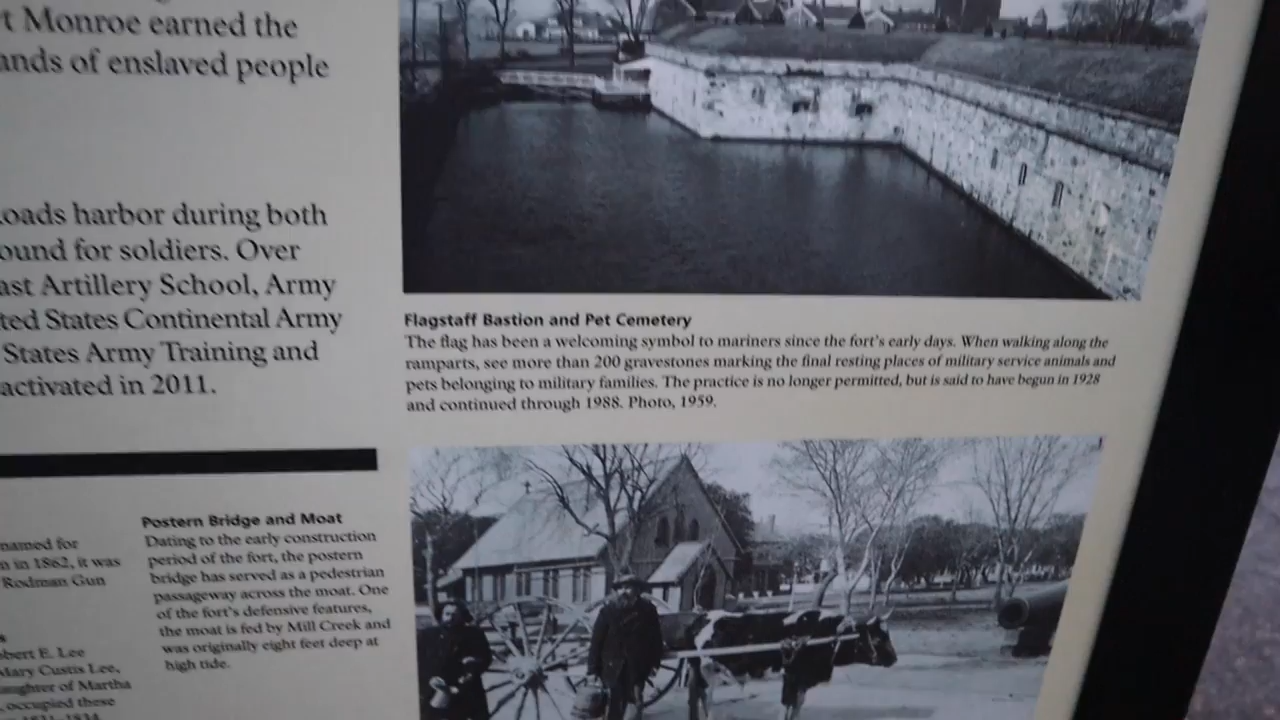 t Monroe earned the
ands of enslaved people
oads harbor during both
ound for soldiers. Over
ast Artillery School, Army
ted States Continental Army
States Army Training and
activated in 2011.
Flagstaff Bastion and Pet Cemetery
The flag has been a welcoming symbol to mariners since the fort's early days. When walking along the
ramparts, see more than 200 gravestones marking the final resting places of military service animals and
pets belonging to military families. The practice is no longer permitted, but is said to have begun in 1928
and continued through 1988. Photo, 1959.
named for
n in 1862, it was
Rodman Gun
bert E. Lee
Mary Custis Lee,
aughter of Martha
, occupied these
Postern Bridge and Moat
Dating to the early construction
period of the fort, the postern
bridge has served as a pedestrian
passageway across the moat. One
of the fort's defensive features,
the moat is fed by Mill Creek and
was originally eight feet deep at
high tide.